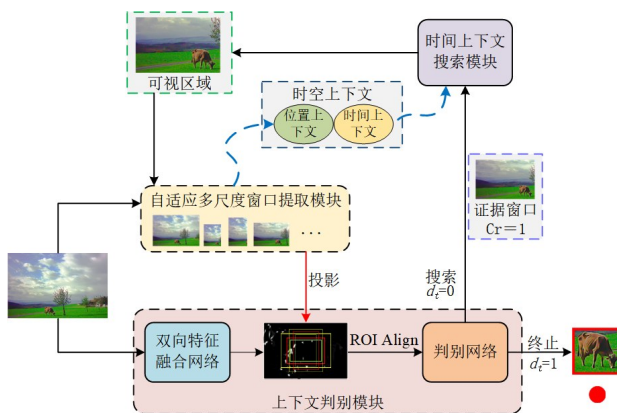 可视区域
时间上下文
搜索模块
时空上下文
位置上
下文
时间上
下文
自适应多尺度窗口提取模块
...
证据窗口
Cr＝1
投影
搜索
dₜ=0
双向特征
融合网络
ROI Align
判别网络
终止
dₜ=1
上下文判别模块